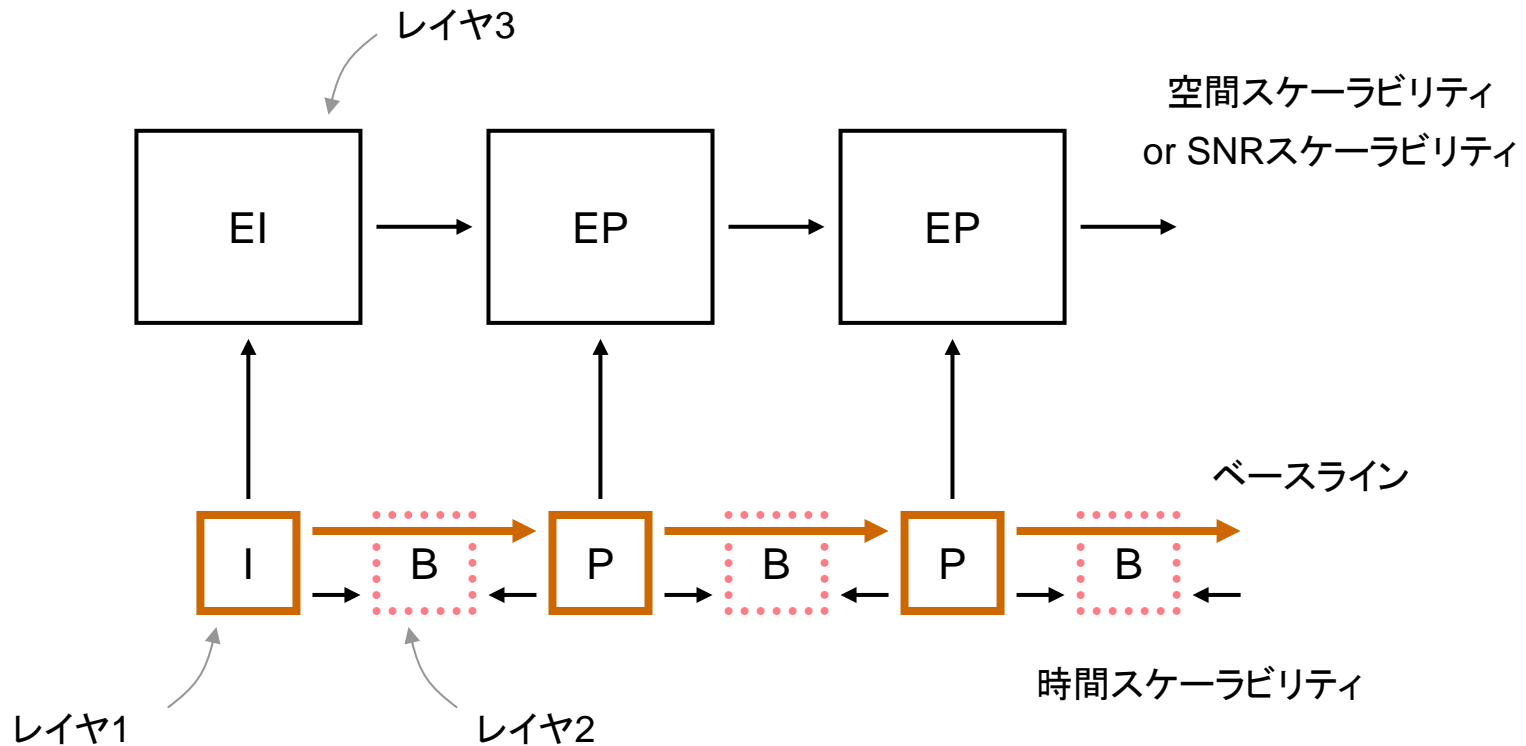 レイヤ3
空間スケーラビリティ
or SNRスケーラビリティ
EI
EP
EP
ベースライン
I
B
P
B
P
B
時間スケーラビリティ
レイヤ1
レイヤ2